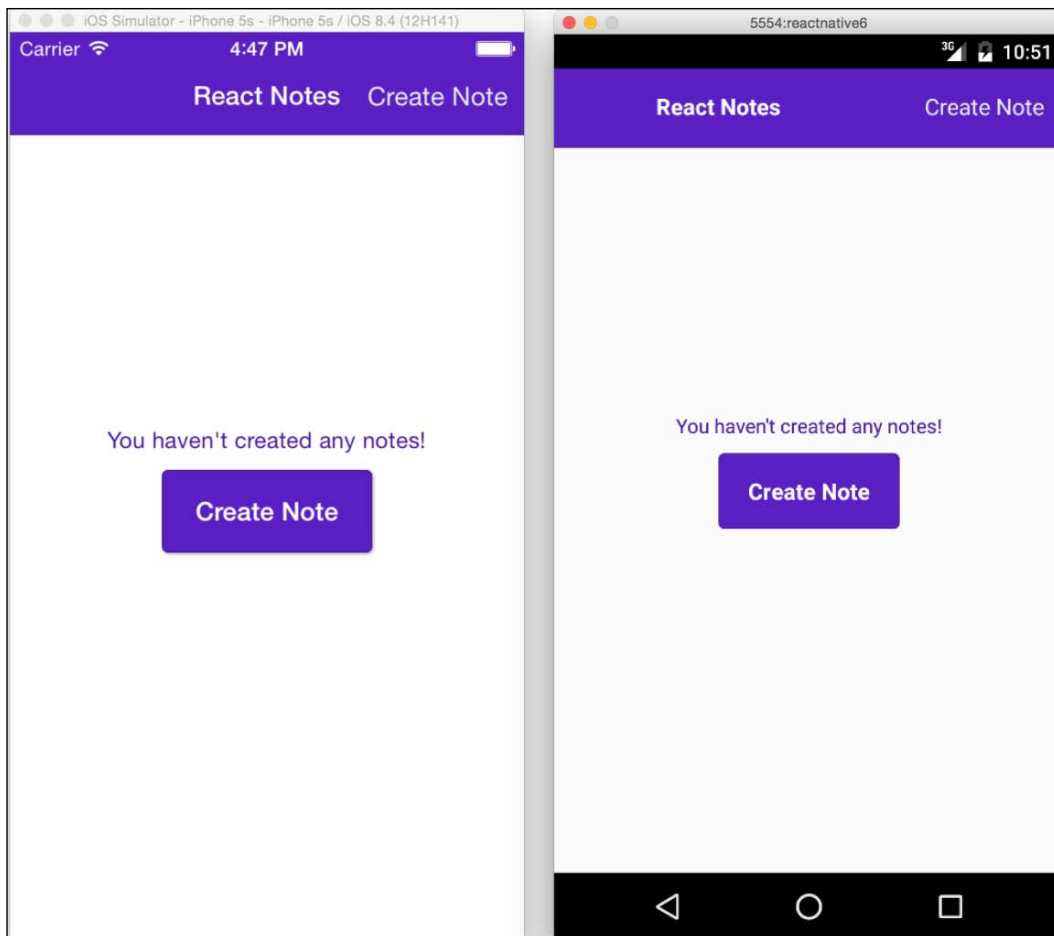 iOS Simulator - iPhone 5s - iPhone 5s / iOS 8.4 (12H141)
Carrier 4:47 PM
React Notes Create Note
You haven't created any notes!
Create Note
5554:reactnative6
3G 10:51
React Notes Create Note
You haven't created any notes!
Create Note